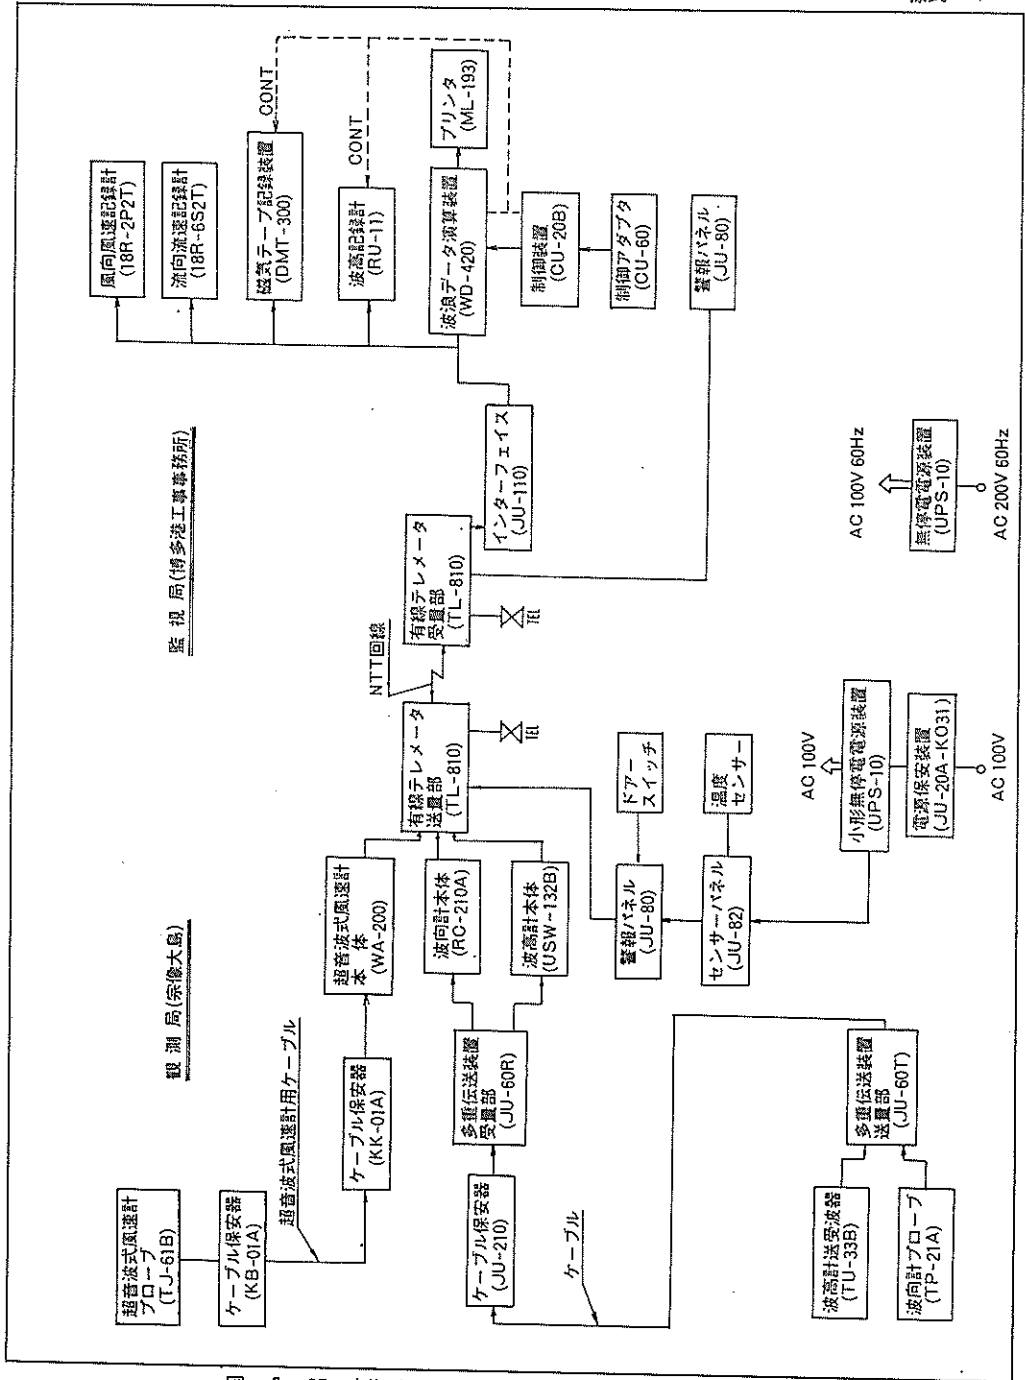 観測局(宗像大島)
監視局(博多港工事事務所)
超音波式風速計
プローブ
(TJ-61B)
ケーブル保安器
(KB-01A)
超音波式風速計用ケーブル
ケーブル保安器
(KK-01A)
超音波式風速計
本体
(WA-200)
ケーブル保安器
(JU-210)
ケーブル
多重伝送装置
受量部
(JU-60R)
波向計本体
(RC-210A)
波高計本体
(USW-132B)
波高計送受波器
(TU-33B)
波向計プローブ
(TP-21A)
多重伝送装置
送量部
(JU-60T)
有線テレメータ
送量部
(TL-810)
TEL
NTT回線
警報パネル
(JU-80)
ドアー
スイッチ
センサーパネル
(JU-82)
温度
センサー
AC 100V
小形無停電電源装置
(UPS-10)
電源保安装置
(JU-20A-KO31)
AC 100V
有線テレメータ
受量部
(TL-810)
TEL
インターフェイス
(JU-110)
風向風速記録計
(18R-2P2T)
流向流速記録計
(18R-6S2T)
磁気テープ記録装置
(DMT-300)
CONT
波高記録計
(RU-11)
CONT
波浪データ演算装置
(WD-420)
プリンタ
(ML-193)
制御装置
(CU-20B)
制御アダプタ
(CU-60)
警報パネル
(JU-80)
AC 100V 60Hz
無停電電源装置
(UPS-10)
AC 200V 60Hz